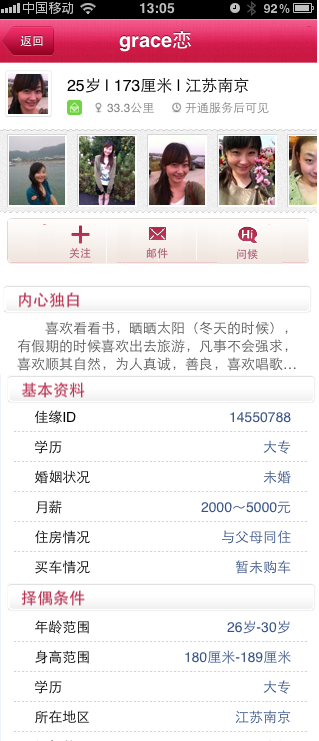 中国移动 13:05 92%
返回 grace恋
25岁 l 173厘米 l 江苏南京
33.3公里 开通服务后可见
关注 邮件 Hi 问候
内心独白
喜欢看看书，晒晒太阳（冬天的时候），
有假期的时候喜欢出去旅游，凡事不会强求，
喜欢顺其自然，为人真诚，善良，喜欢唱歌...
基本资料
佳缘ID 14550788
学历 大专
婚姻状况 未婚
月薪 2000～5000元
住房情况 与父母同住
买车情况 暂未购车
择偶条件
年龄范围 26岁-30岁
身高范围 180厘米-189厘米
学历 大专
所在地区 江苏南京